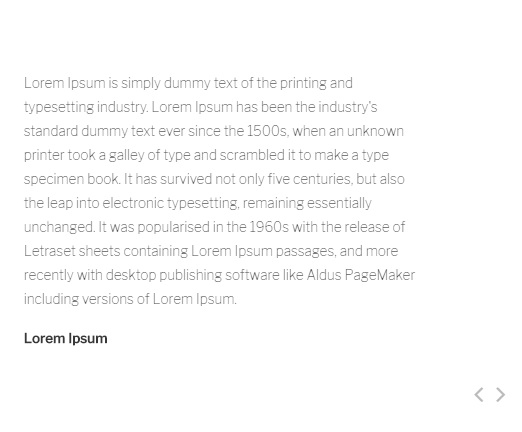 Lorem Ipsum is simply dummy text of the printing and
typesetting industry. Lorem Ipsum has been the industry's
standard dummy text ever since the 1500s, when an unknown
printer took a galley of type and scrambled it to make a type
specimen book. It has survived not only five centuries, but also
the leap into electronic typesetting, remaining essentially
unchanged. It was popularised in the 1960s with the release of
Letraset sheets containing Lorem Ipsum passages, and more
recently with desktop publishing software like Aldus PageMaker
including versions of Lorem Ipsum.
Lorem Ipsum